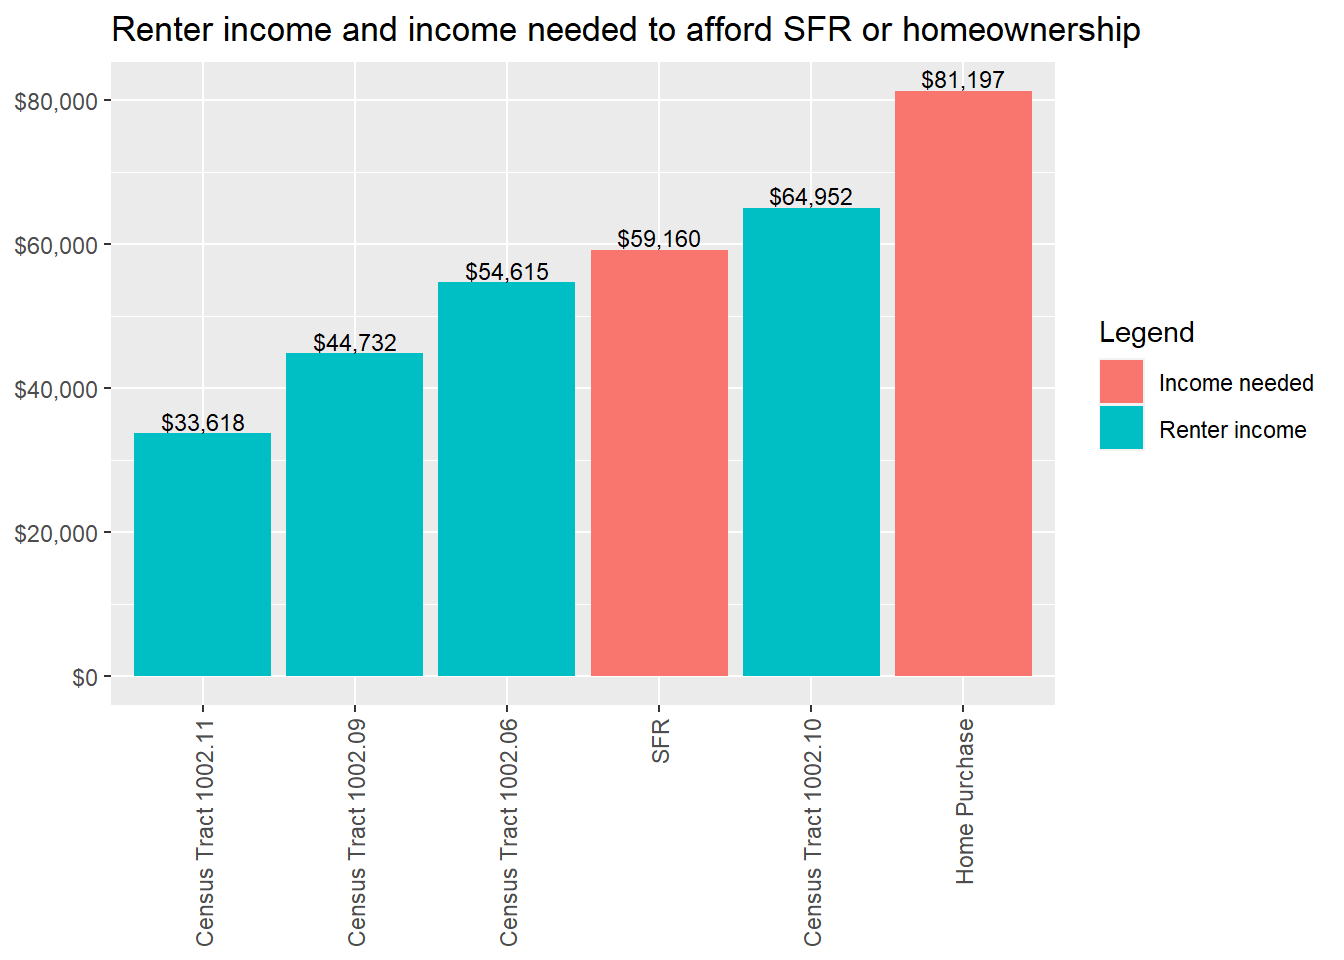 Renter income and income needed to afford SFR or homeownership
$80,000
$60,000
$40,000
$20,000
$0
$33,618
$44,732
$54,615
$59,160
$64,952
$81,197
Census Tract 1002.11
Census Tract 1002.09
Census Tract 1002.06
SFR
Census Tract 1002.10
Home Purchase
Legend
Income needed
Renter income